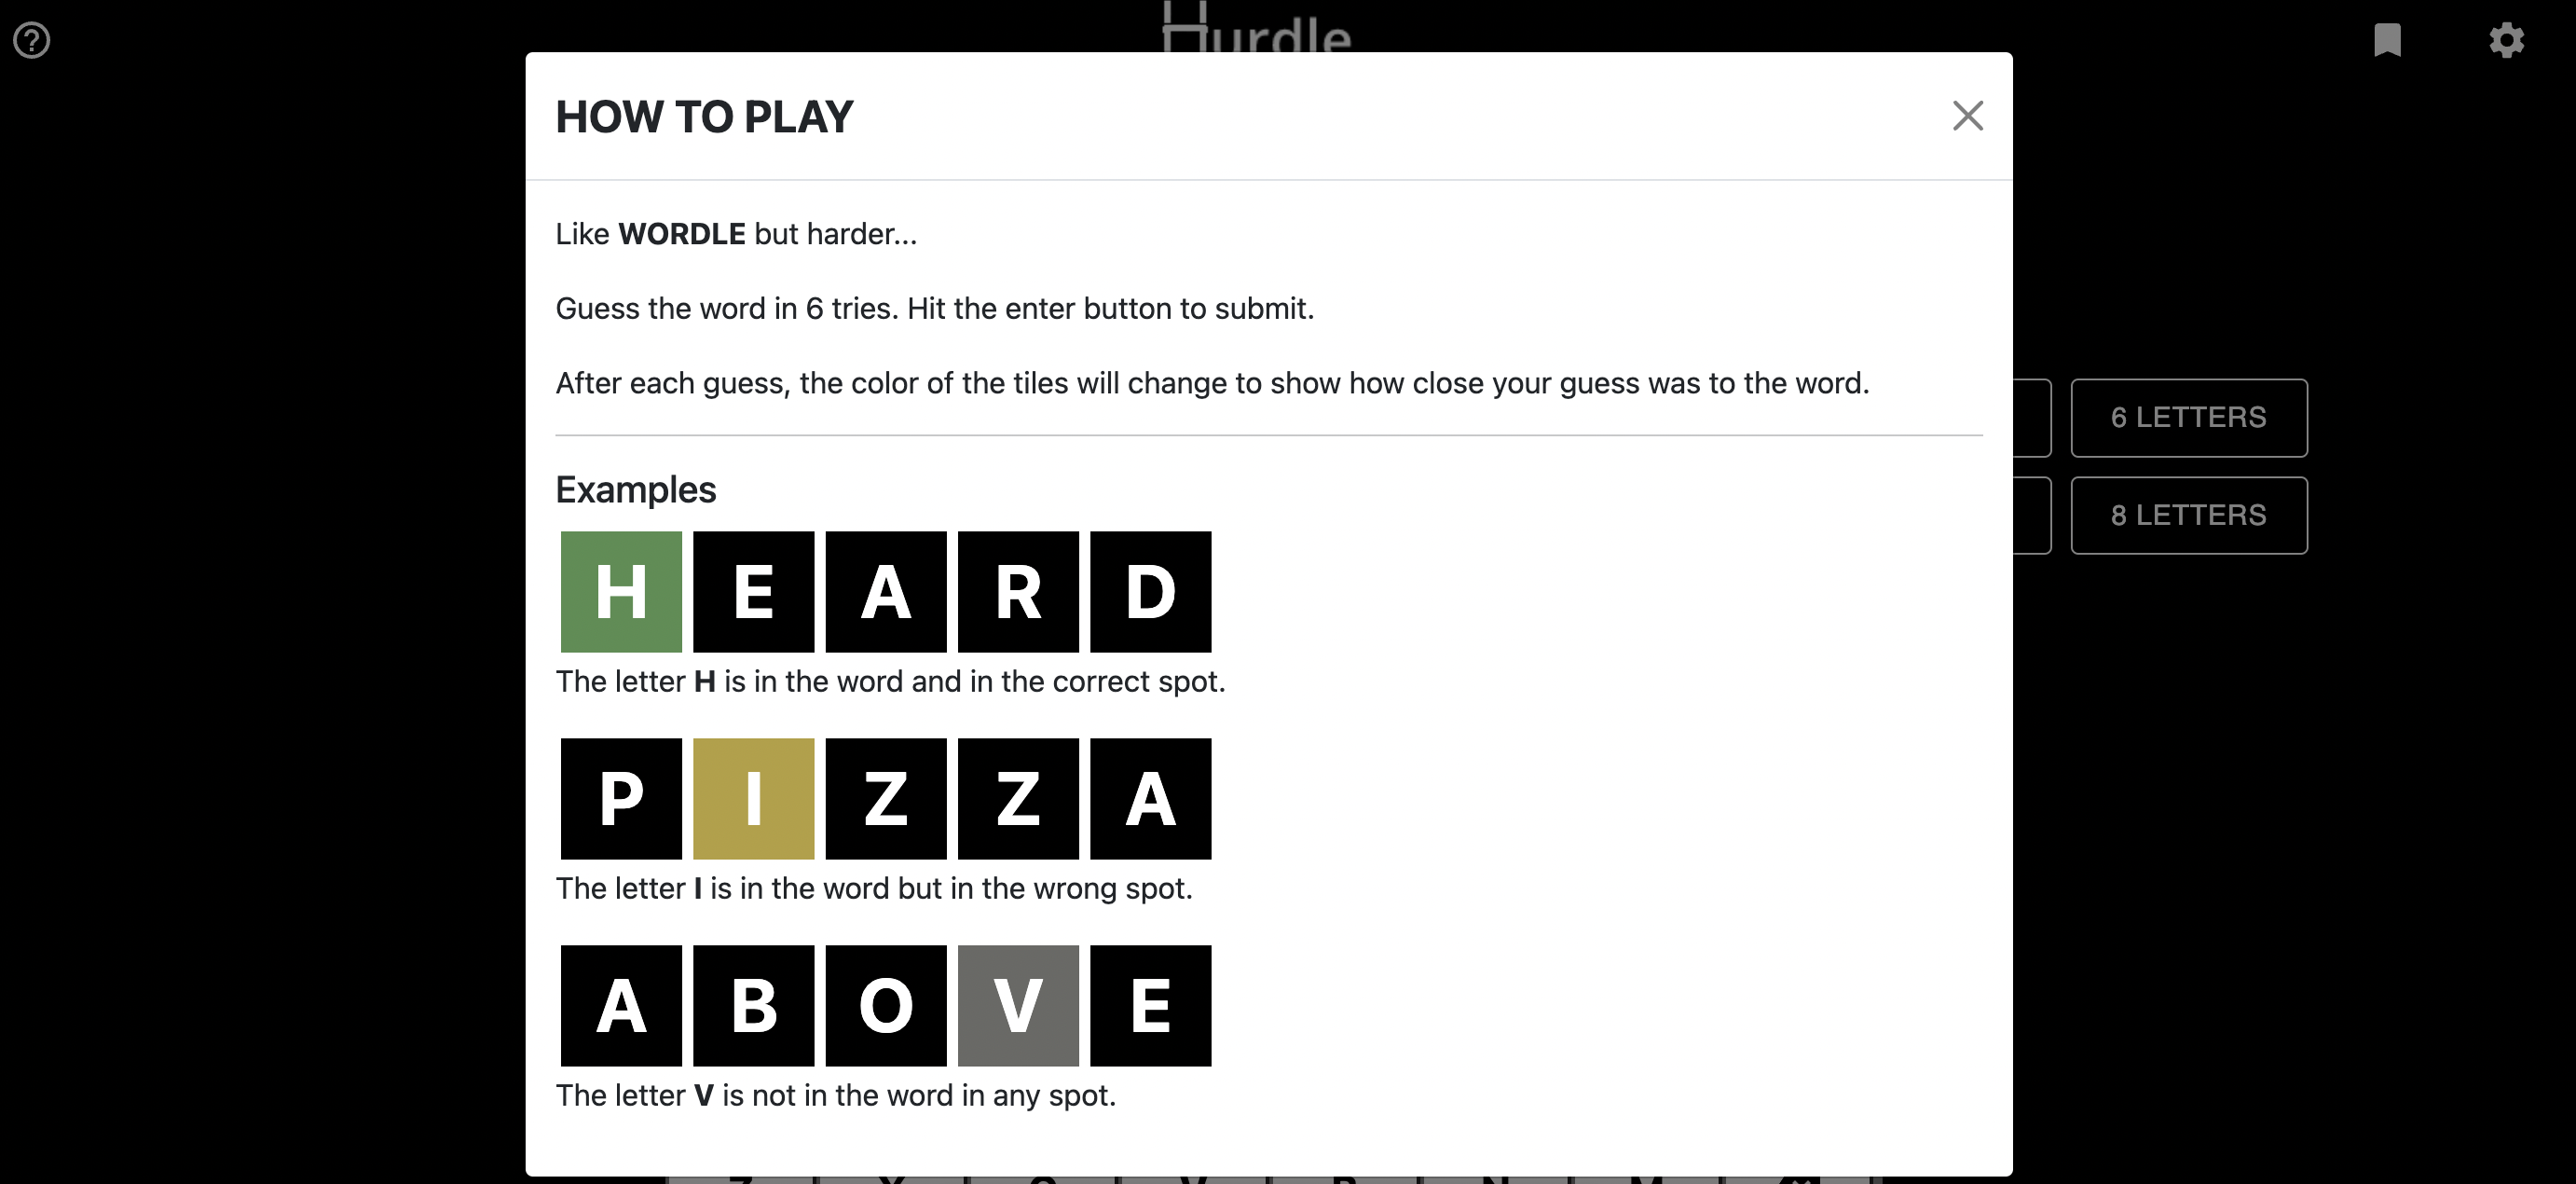 Hurdle
HOW TO PLAY
Like WORDLE but harder...
Guess the word in 6 tries. Hit the enter button to submit.
After each guess, the color of the tiles will change to show how close your guess was to the word.
6 LETTERS
8 LETTERS
Examples
H E A R D
The letter H is in the word and in the correct spot.
P I Z Z A
The letter I is in the word but in the wrong spot.
A B O V E
The letter V is not in the word in any spot.